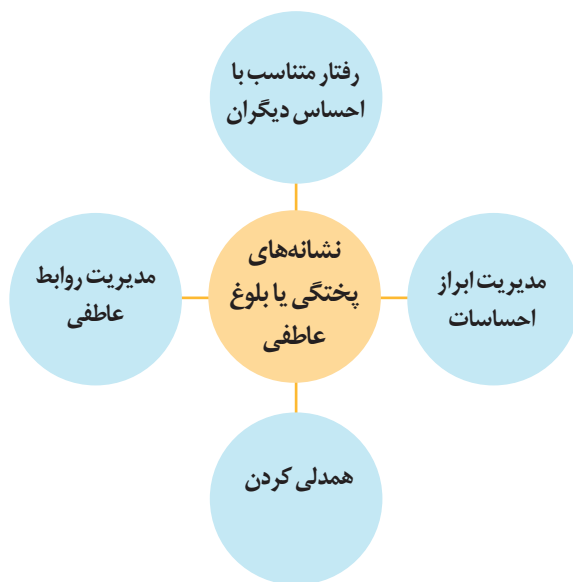 رفتار متناسب با
احساس دیگران
نشانه‌های
پختگی یا بلوغ
عاطفی
مدیریت ابراز
احساسات
مدیریت روابط
عاطفی
همدلی کردن